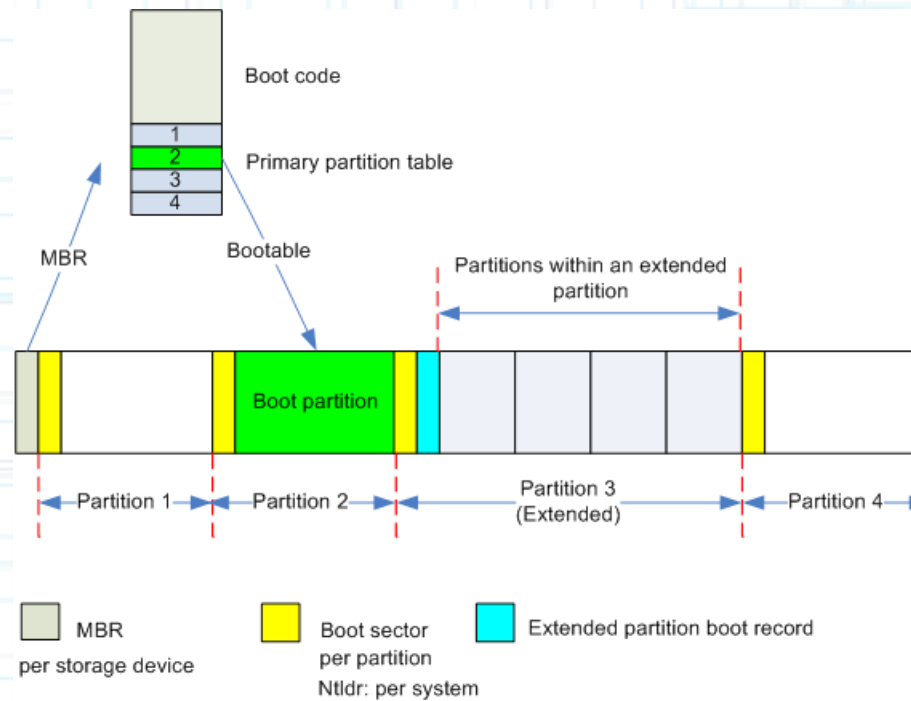 Boot code
1
2
3
4
Primary partition table
MBR
Bootable
Partitions within an extended
partition
Boot partition
Partition 1
Partition 2
Partition 3
(Extended)
Partition 4
MBR
per storage device
Boot sector
per partition
Ntldr: per system
Extended partition boot record